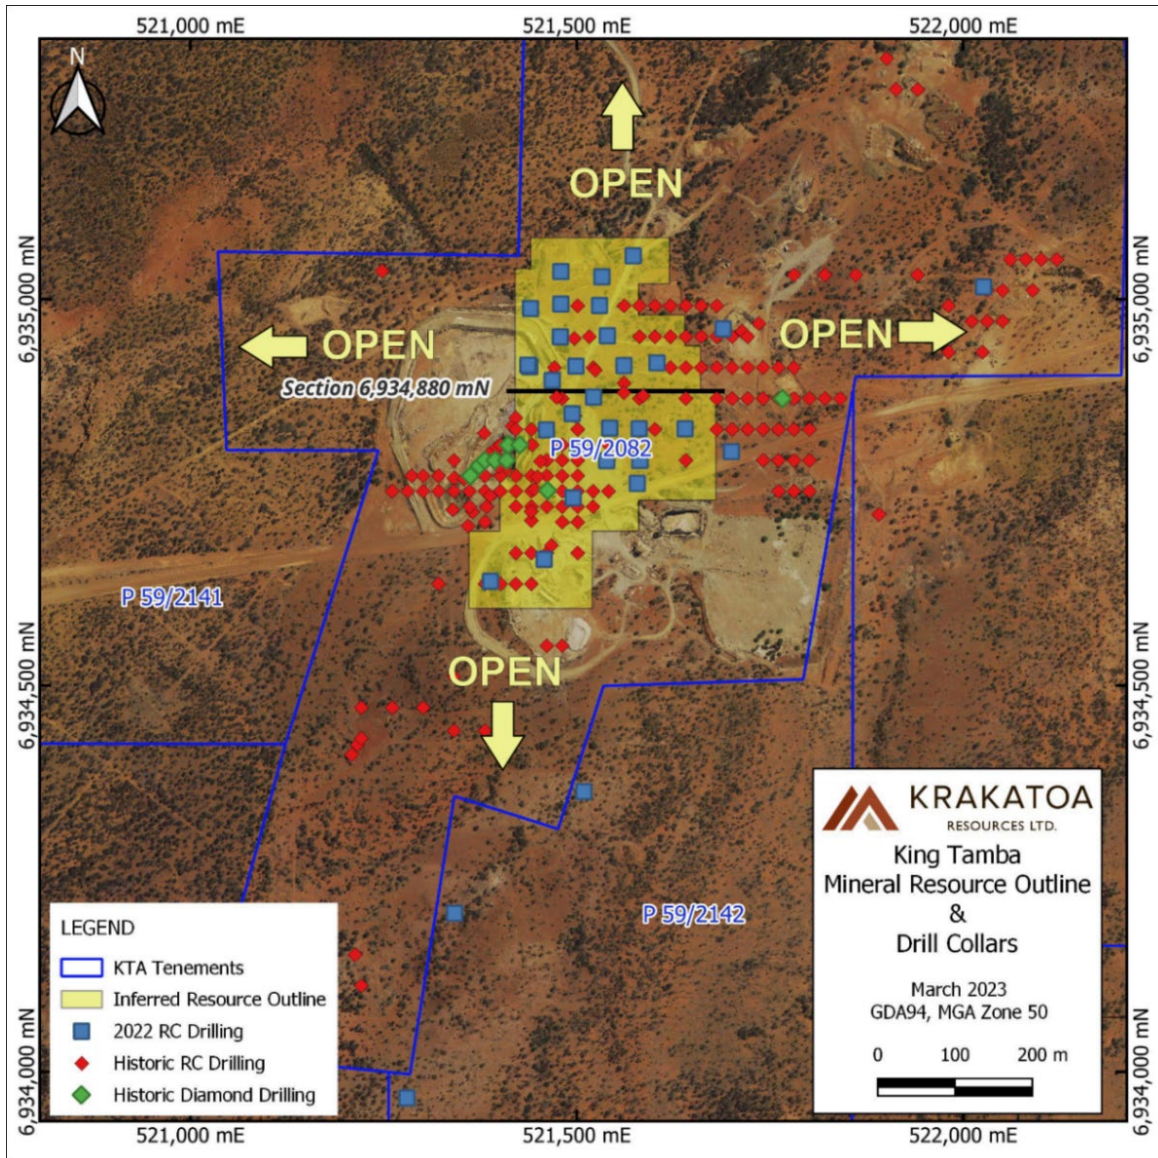 521,000 mE
521,500 mE
522,000 mE
N
OPEN
6,935,000 mN
6,935,000 mN
OPEN
OPEN
Section 6,934,880 mN
P 59/2082
P 59/2141
OPEN
6,934,500 mN
6,934,500 mN
P 59/2142
KRAKATOA
RESOURCES LTD.
King Tamba
Mineral Resource Outline
&
Drill Collars
March 2023
GDA94, MGA Zone 50
0 100 200 m
LEGEND
KTA Tenements
Inferred Resource Outline
2022 RC Drilling
Historic RC Drilling
Historic Diamond Drilling
6,934,000 mN
6,934,000 mN
521,000 mE
521,500 mE
522,000 mE